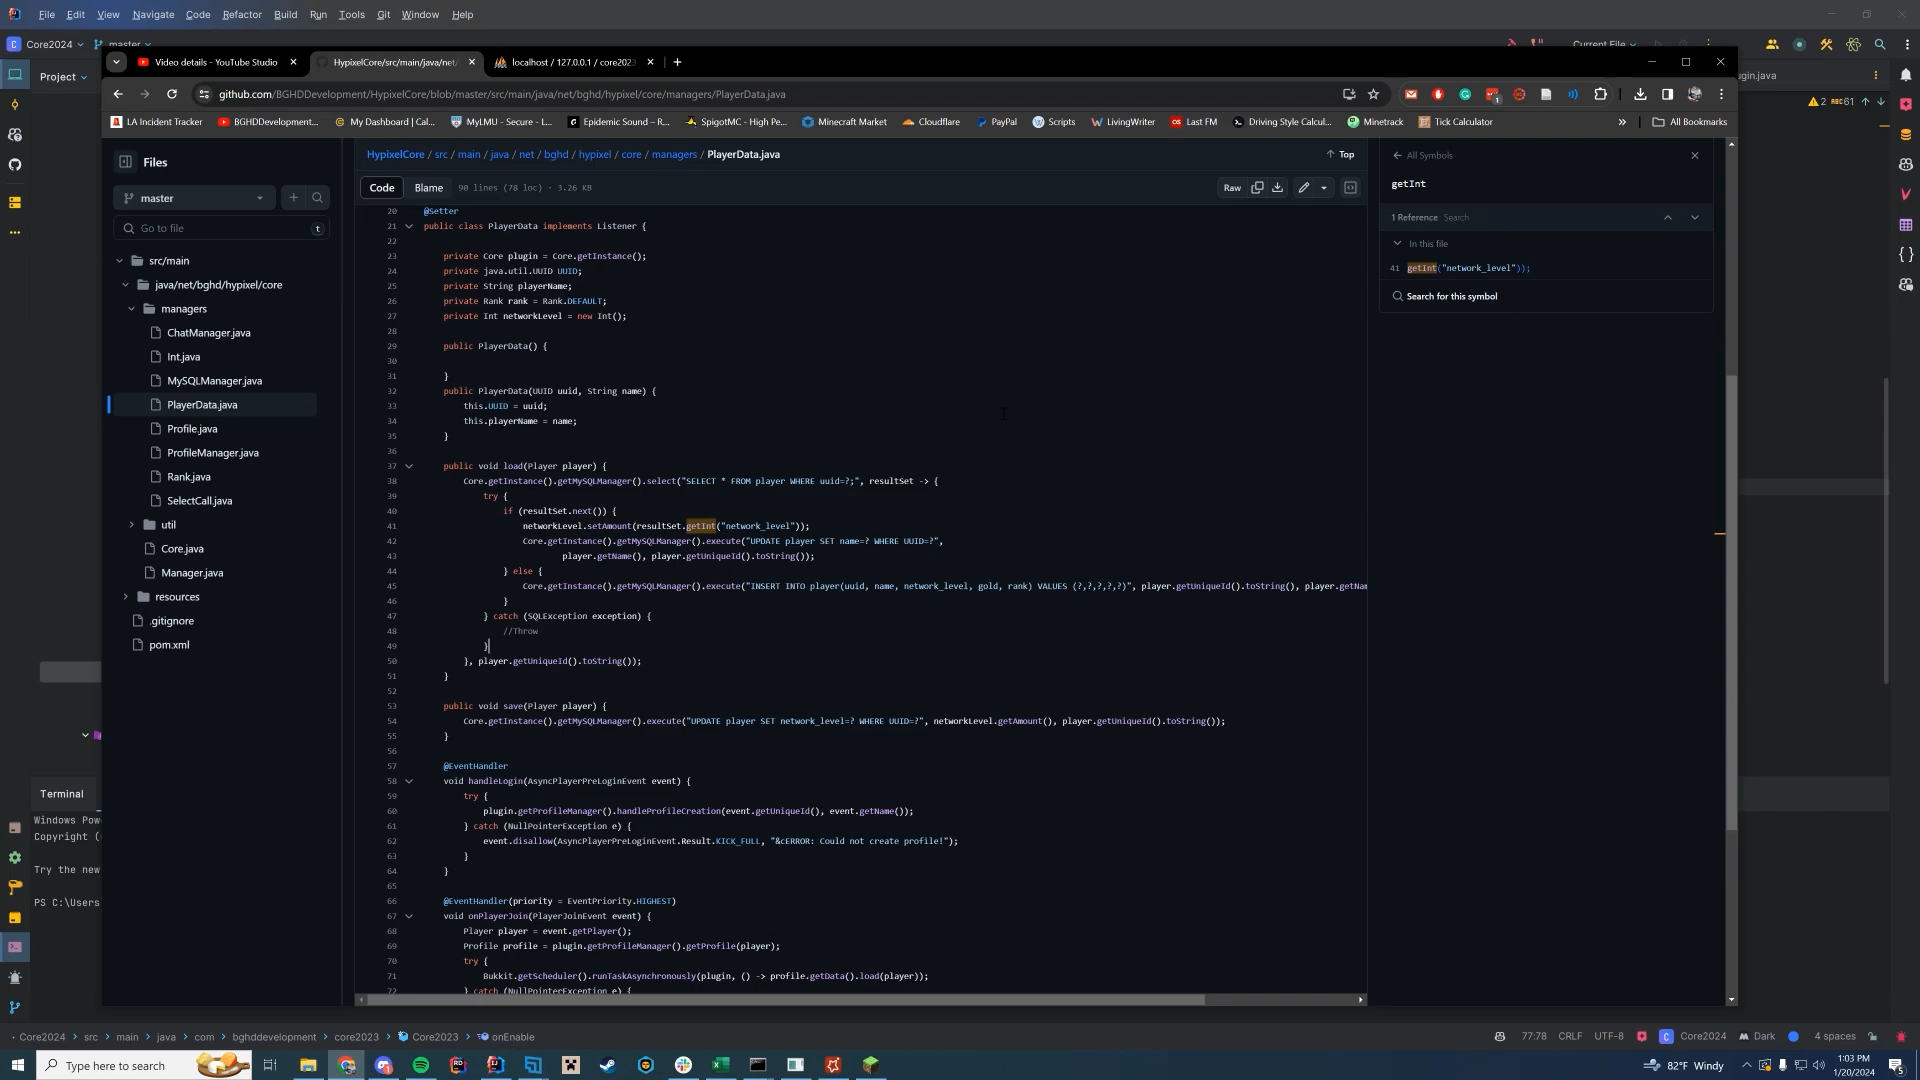 File Edit View Navigate Code Refactor Build Run Tools Git Window Help
Core2024 master Current File
Project
Video details - YouTube Studio HypixelCore/src/main/java/net/ localhost / 127.0.0.1 / core2023
github.com/BGHDDevelopment/HypixelCore/blob/master/src/main/java/net/bghd/hypixel/core/managers/PlayerData.java
LA Incident Tracker BGHDDevelopment... My Dashboard | Cal... MyLMU - Secure - L... Epidemic Sound – R... SpigotMC - High Pe... Minecraft Market Cloudflare PayPal Scripts LivingWriter Last FM Driving Style Calcul... Minetrack Tick Calculator » All Bookmarks
Files
master
Go to file t
src/main
java/net/bghd/hypixel/core
managers
ChatManager.java
Int.java
MySQLManager.java
PlayerData.java
Profile.java
ProfileManager.java
Rank.java
SelectCall.java
util
Core.java
Manager.java
resources
.gitignore
pom.xml
HypixelCore / src / main / java / net / bghd / hypixel / core / managers / PlayerData.java Top
Code Blame 90 lines (78 loc) · 3.26 KB Raw
20 @Setter
21 public class PlayerData implements Listener {
22
23 private Core plugin = Core.getInstance();
24 private java.util.UUID UUID;
25 private String playerName;
26 private Rank rank = Rank.DEFAULT;
27 private Int networkLevel = new Int();
28
29 public PlayerData() {
30
31 }
32 public PlayerData(UUID uuid, String name) {
33 this.UUID = uuid;
34 this.playerName = name;
35 }
36
37 public void load(Player player) {
38 Core.getInstance().getMySQLManager().select("SELECT * FROM player WHERE uuid=?;", resultSet -> {
39 try {
40 if (resultSet.next()) {
41 networkLevel.setAmount(resultSet.getInt("network_level"));
42 Core.getInstance().getMySQLManager().execute("UPDATE player SET name=? WHERE UUID=?",
43 player.getName(), player.getUniqueId().toString());
44 } else {
45 Core.getInstance().getMySQLManager().execute("INSERT INTO player(uuid, name, network_level, gold, rank) VALUES (?,?,?,?,?)", player.getUniqueId().toString(), player.getNam
46 }
47 } catch (SQLException exception) {
48 //Throw
49 }
50 }, player.getUniqueId().toString());
51 }
52
53 public void save(Player player) {
54 Core.getInstance().getMySQLManager().execute("UPDATE player SET network_level=? WHERE UUID=?", networkLevel.getAmount(), player.getUniqueId().toString());
55 }
56
57 @EventHandler
58 void handleLogin(AsyncPlayerPreLoginEvent event) {
59 try {
60 plugin.getProfileManager().handleProfileCreation(event.getUniqueId(), event.getName());
61 } catch (NullPointerException e) {
62 event.disallow(AsyncPlayerPreLoginEvent.Result.KICK_FULL, "&cERROR: Could not create profile!");
63 }
64 }
65
66 @EventHandler(priority = EventPriority.HIGHEST)
67 void onPlayerJoin(PlayerJoinEvent event) {
68 Player player = event.getPlayer();
69 Profile profile = plugin.getProfileManager().getProfile(player);
70 try {
71 Bukkit.getScheduler().runTaskAsynchronously(plugin, () -> profile.getData().load(player));
72 } catch (NullPointerException e) {
All Symbols
getInt
1 Reference Search
In this file
41 getInt("network_level"));
Search for this symbol
ugin.java
2 61
Terminal
Windows Pow
Copyright (
Try the new
PS C:\Users
Core2024 > src > main > java > com > bghddevelopment > core2023 > Core2023 > onEnable 77:78 CRLF UTF-8 Core2024 Dark 4 spaces
Type here to search 82°F Windy 1:03 PM
1/20/2024
5